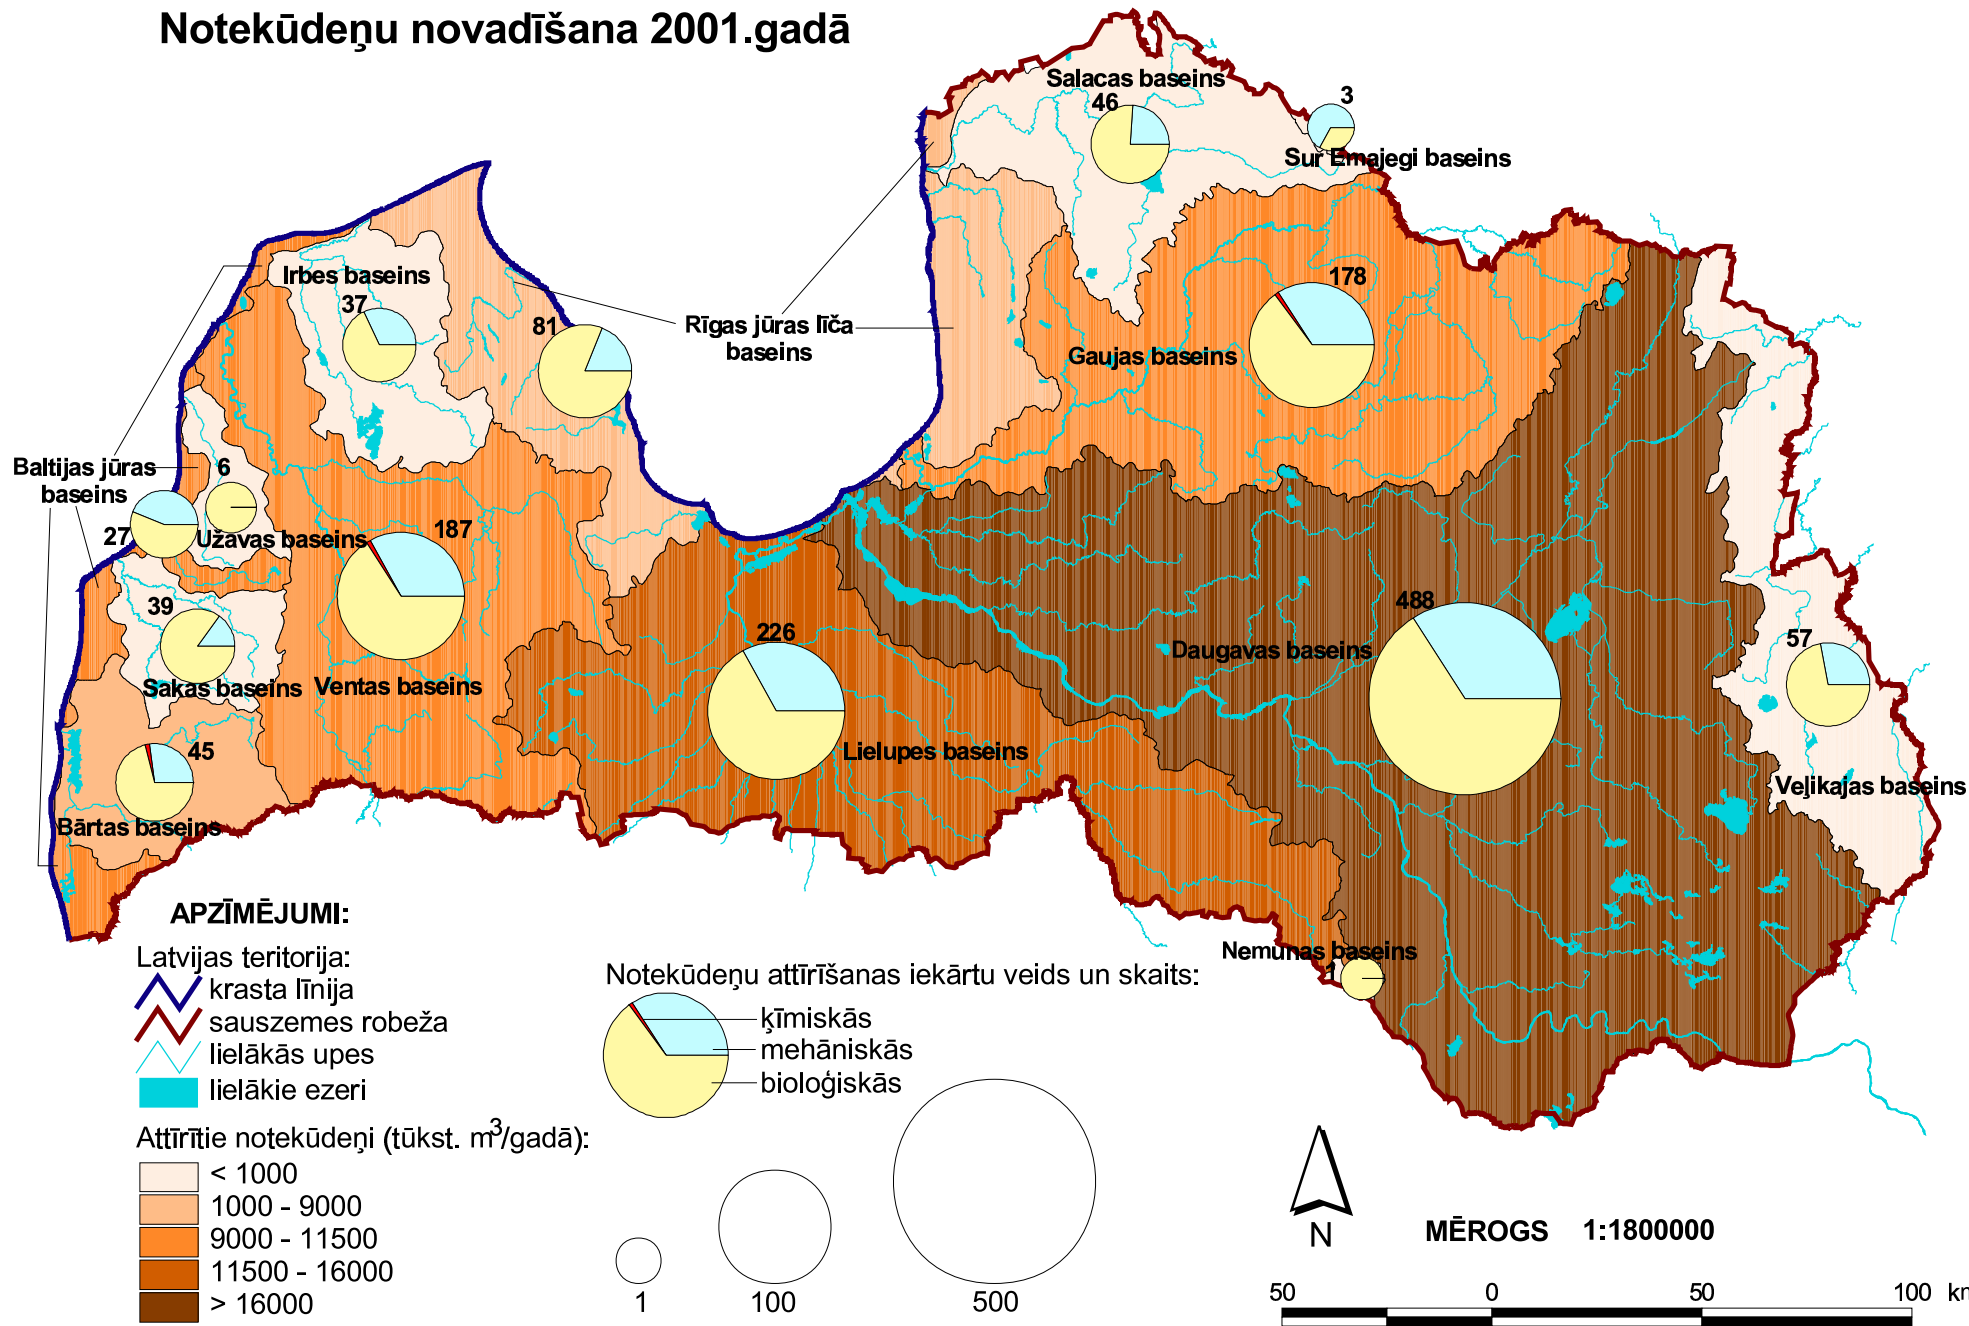 Notekūdeņu novadīšana 2001.gadā
Salacas baseins
46
3
Sur Emajegi baseins
Irbes baseins
37
81
Rīgas jūras līča
baseins
178
Gaujas baseins
Baltijas jūras
baseins
6
27
Užavas baseins
187
39
Sakas baseins
Ventas baseins
226
Lielupes baseins
488
Daugavas baseins
57
Veļikajas baseins
45
Bārtas baseins
Nemunas baseins
1
APZĪMĒJUMI:
Latvijas teritorija:
krasta līnija
sauszemes robeža
lielākās upes
lielākie ezeri
Attīrītie notekūdeņi (tūkst. m³/gadā):
< 1000
1000 - 9000
9000 - 11500
11500 - 16000
> 16000
Notekūdeņu attīrīšanas iekārtu veids un skaits:
ķīmiskās
mehāniskās
bioloģiskās
1 100 500
N
MĒROGS 1:1800000
50 0 50 100 km